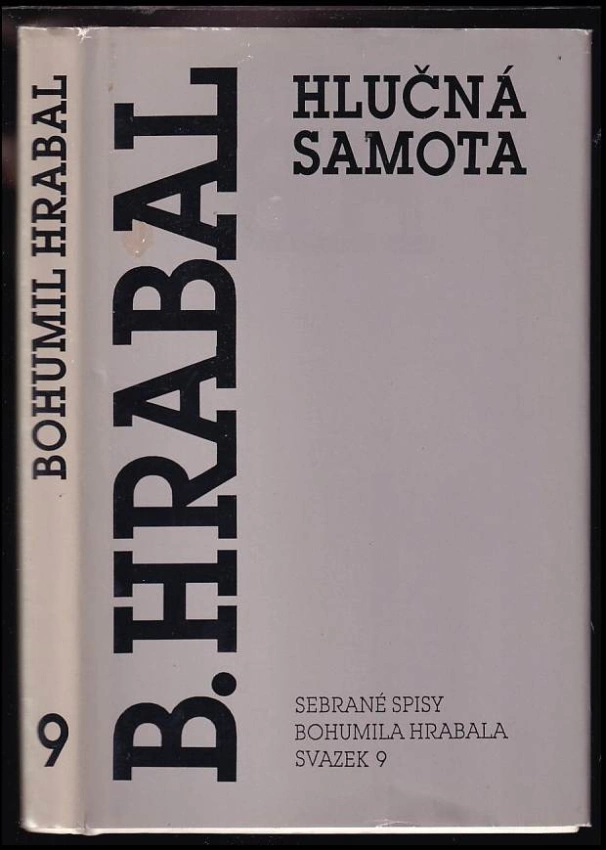 BOHUMIL HRABAL
9
B. HRABAL
HLUČNÁ
SAMOTA
SEBRANÉ SPISY
BOHUMILA HRABALA
SVAZEK 9